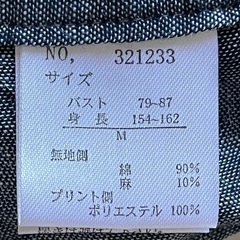 NO, 321233
サイズ
バスト 79~87
身長 154~162
M
無地側
綿 90%
麻 10%
プリント側
ポリエステル 100%